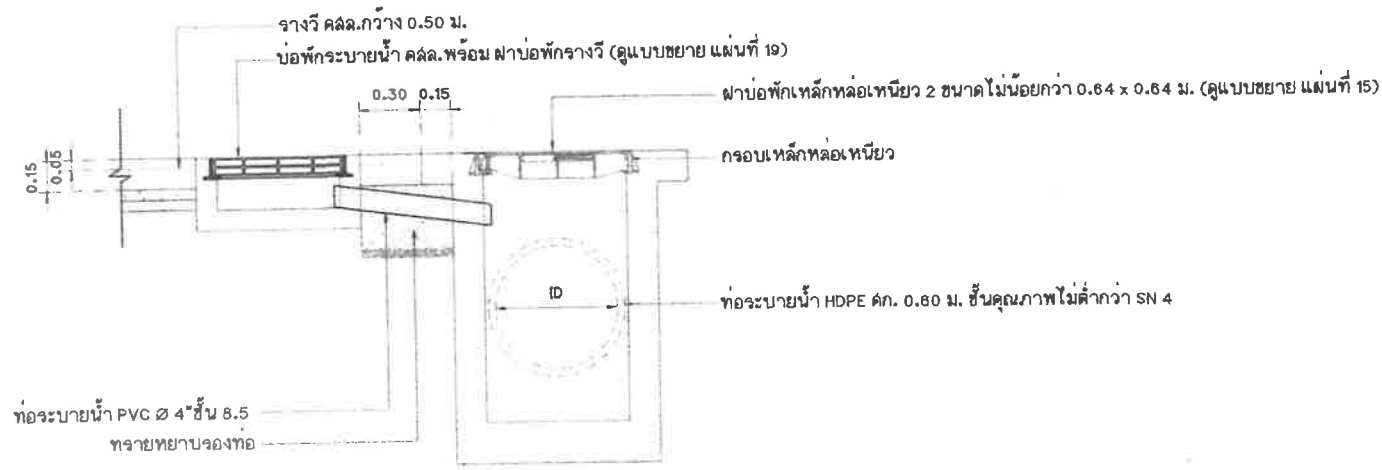 รางวี คสล.กว้าง 0.50 ม.
บ่อพักระบายน้ำ คสล.พร้อม ฝาบ่อพักรางวี (ดูแบบขยาย แผ่นที่ 19)
0.30 0.15
ฝาบ่อพักเหล็กหล่อเหนียว 2 ขนาดไม่น้อยกว่า 0.64 x 0.64 ม. (ดูแบบขยาย แผ่นที่ 15)
กรอบเหล็กหล่อเหนียว
0.15
0.05
ID
ท่อระบายน้ำ HDPE ศก. 0.60 ม. ชั้นคุณภาพไม่ต่ำกว่า SN 4
ท่อระบายน้ำ PVC Ø 4"ชั้น 8.5
ทรายหยาบรองท่อ